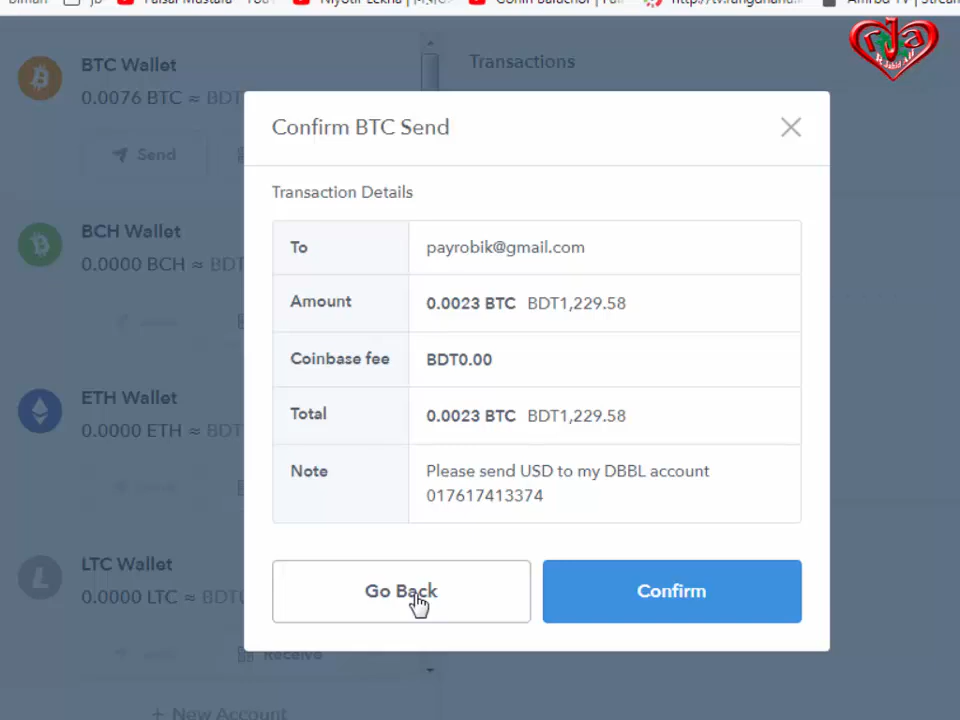 BTC Wallet
0.0076 BTC ≈ BDT
Send
BCH Wallet
0.0000 BCH ≈ BDT
ETH Wallet
0.0000 ETH ≈ BDT
LTC Wallet
0.0000 LTC ≈ BDT
Receive
+ New Account
Transactions
rja
Confirm BTC Send
Transaction Details
To payrobik@gmail.com
Amount 0.0023 BTC BDT1,229.58
Coinbase fee BDT0.00
Total 0.0023 BTC BDT1,229.58
Note Please send USD to my DBBL account
017617413374
Go Back
Confirm